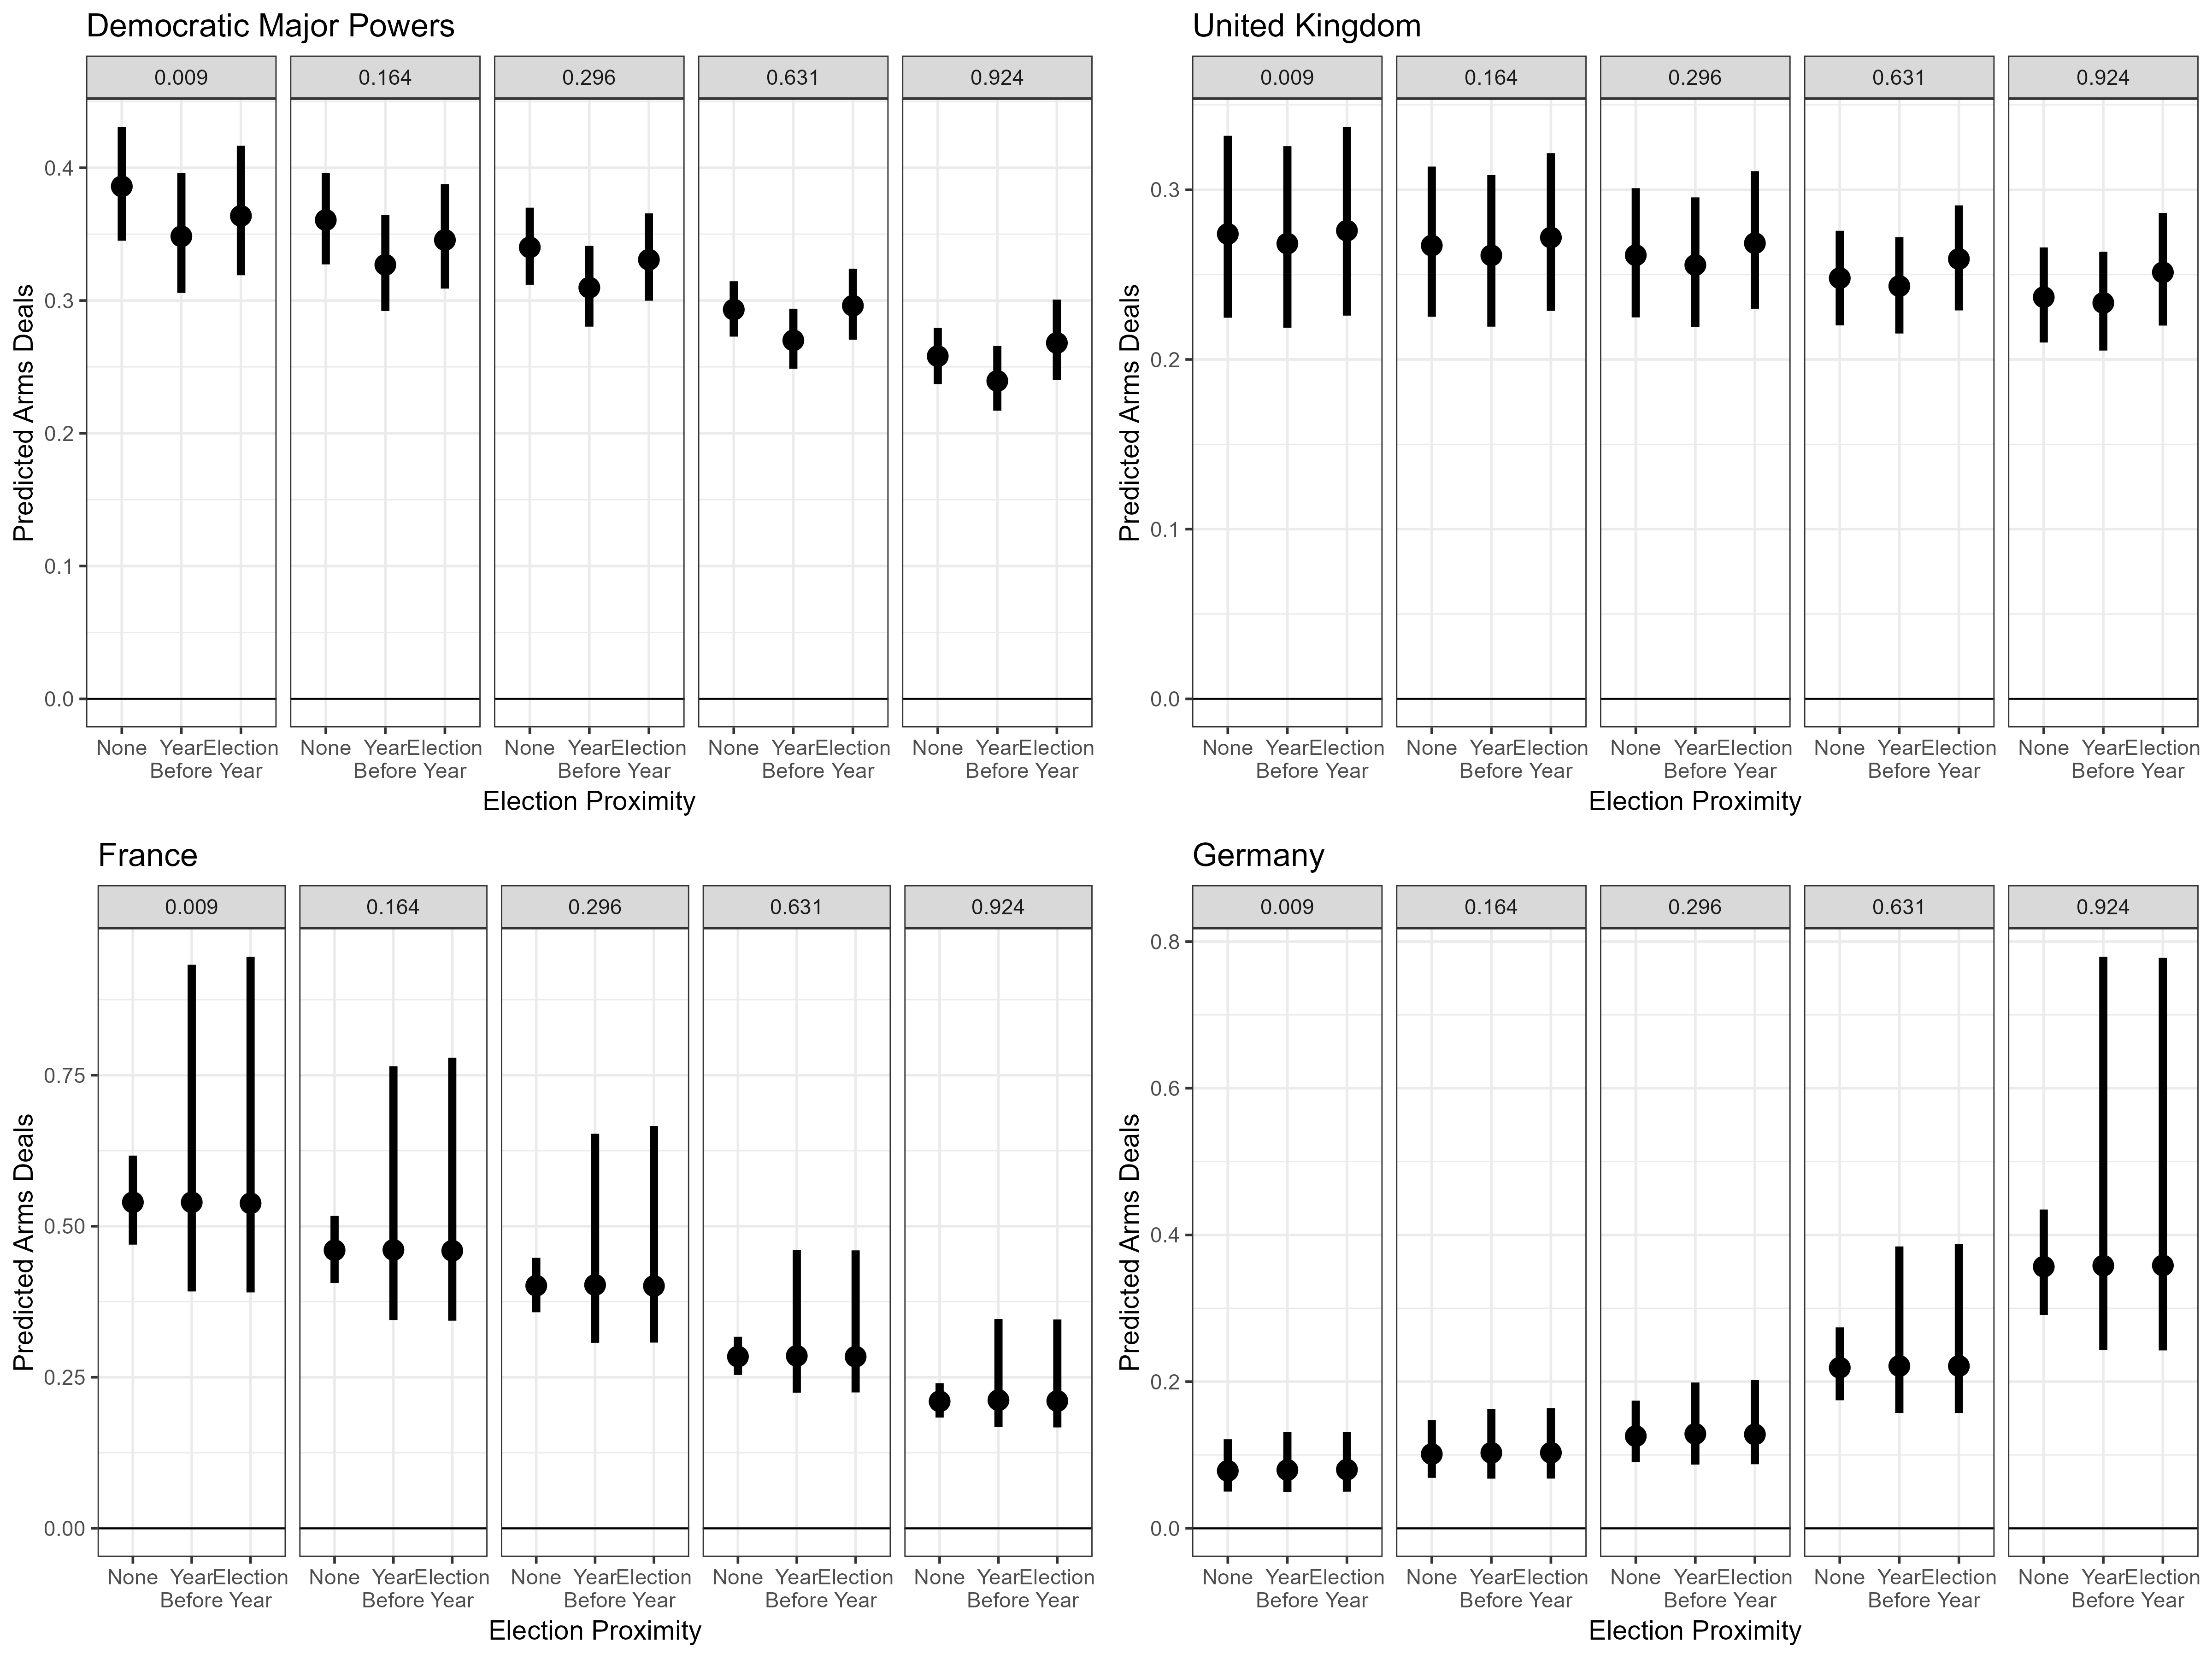 Democratic Major Powers
0.009 0.164 0.296 0.631 0.924
Predicted Arms Deals
0.4
0.3
0.2
0.1
0.0
None Year Election None Year Election None Year Election None Year Election None Year Election
Before Year Before Year Before Year Before Year Before Year
Election Proximity
United Kingdom
0.009 0.164 0.296 0.631 0.924
Predicted Arms Deals
0.3
0.2
0.1
0.0
None Year Election None Year Election None Year Election None Year Election None Year Election
Before Year Before Year Before Year Before Year Before Year
Election Proximity
France
0.009 0.164 0.296 0.631 0.924
Predicted Arms Deals
0.75
0.50
0.25
0.00
None Year Election None Year Election None Year Election None Year Election None Year Election
Before Year Before Year Before Year Before Year Before Year
Election Proximity
Germany
0.009 0.164 0.296 0.631 0.924
Predicted Arms Deals
0.8
0.6
0.4
0.2
0.0
None Year Election None Year Election None Year Election None Year Election None Year Election
Before Year Before Year Before Year Before Year Before Year
Election Proximity